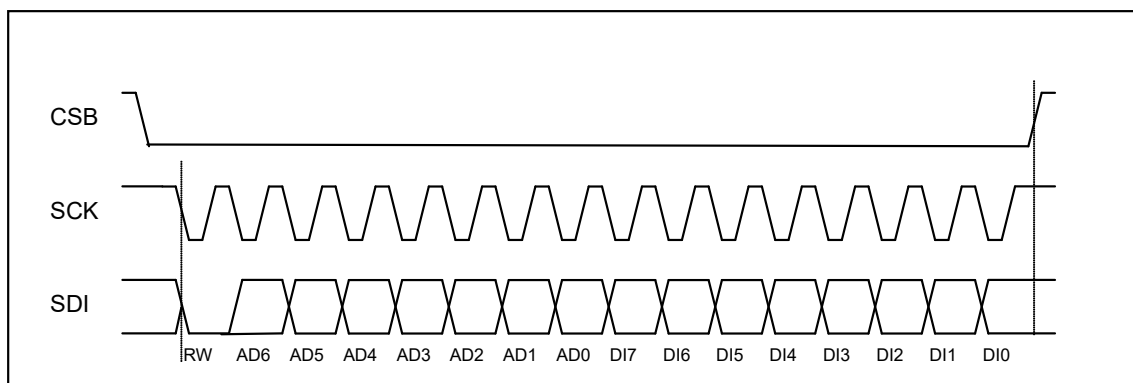 CSB
SCK
SDI
RW AD6 AD5 AD4 AD3 AD2 AD1 AD0 DI7 DI6 DI5 DI4 DI3 DI2 DI1 DI0